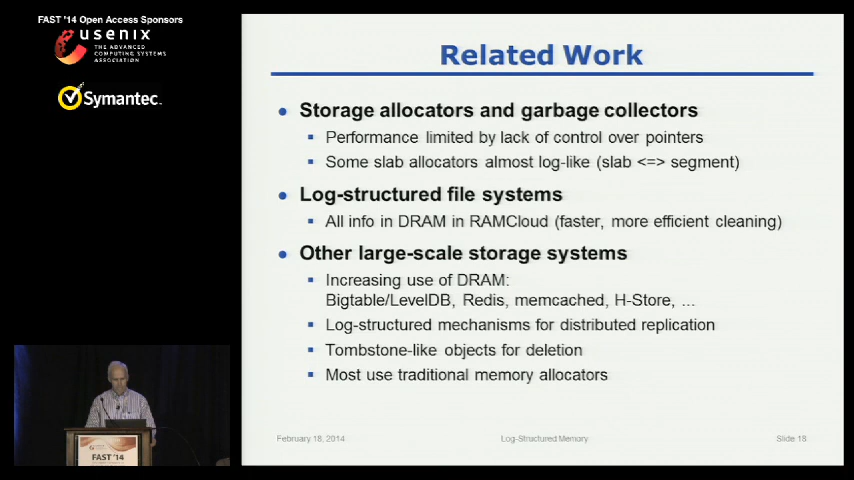 FAST '14 Open Access Sponsors
usenix
THE ADVANCED
COMPUTING SYSTEMS
ASSOCIATION
Symantec.
Related Work
Storage allocators and garbage collectors
Performance limited by lack of control over pointers
Some slab allocators almost log-like (slab <=> segment)
Log-structured file systems
All info in DRAM in RAMCloud (faster, more efficient cleaning)
Other large-scale storage systems
Increasing use of DRAM:
Bigtable/LevelDB, Redis, memcached, H-Store, ...
Log-structured mechanisms for distributed replication
Tombstone-like objects for deletion
Most use traditional memory allocators
February 18, 2014
Log-Structured Memory
Slide 18
FAST '14